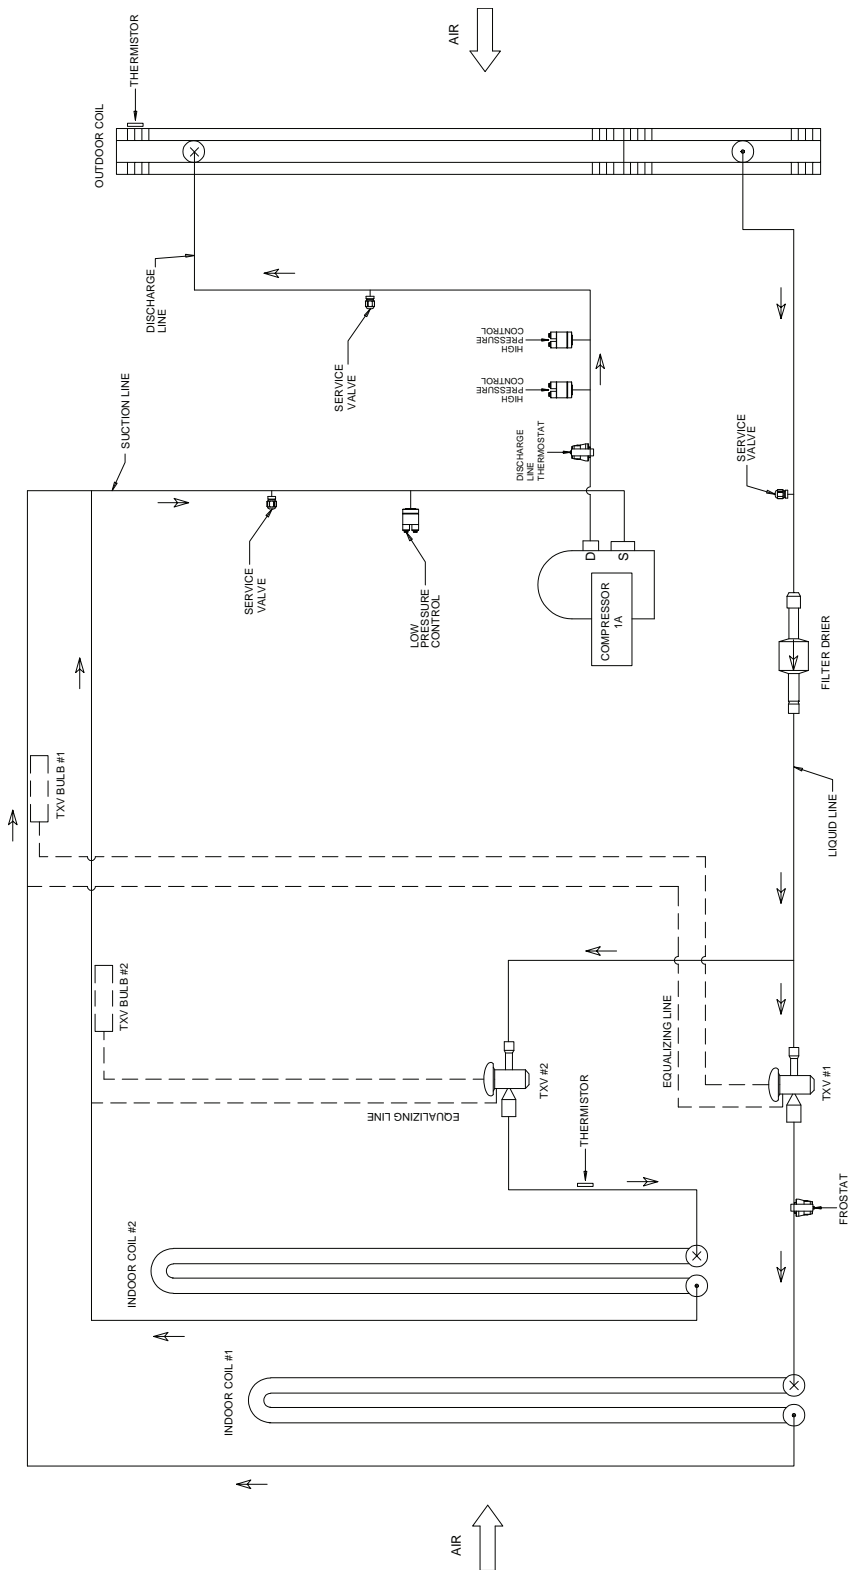 AIR
THERMISTOR
OUTDOOR COIL
DISCHARGE
LINE
SERVICE
VALVE
HIGH
PRESSURE
CONTROL
HIGH
PRESSURE
CONTROL
SUCTION LINE
DISCHARGE
LINE
THERMOSTAT
SERVICE
VALVE
SERVICE
VALVE
LOW
PRESSURE
CONTROL
D
S
COMPRESSOR
1A
FILTER DRIER
TXV BULB #1
LIQUID LINE
TXV BULB #2
EQUALIZING LINE
TXV #2
TXV #1
EQUALIZING LINE
THERMISTOR
FROSTAT
INDOOR COIL #2
INDOOR COIL #1
AIR